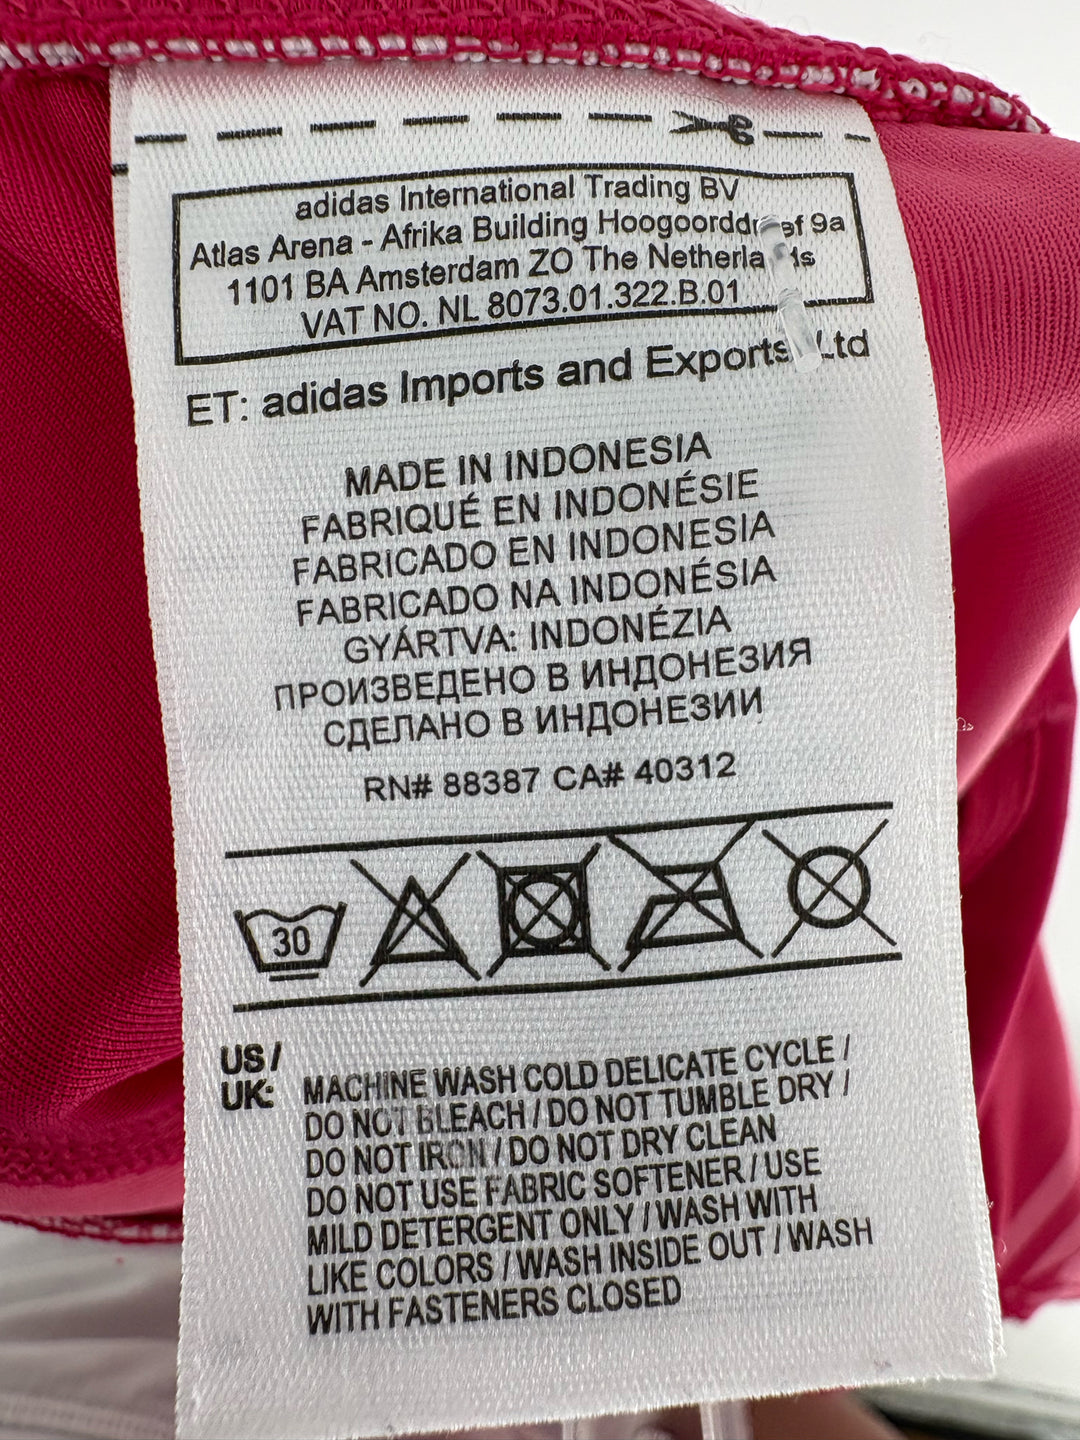 adidas International Trading BV
Atlas Arena - Afrika Building Hoogoorddreef 9a
1101 BA Amsterdam ZO The Netherlands
VAT NO. NL 8073.01.322.B.01
ET: adidas Imports and Exports Ltd
MADE IN INDONESIA
FABRIQUÉ EN INDONÉSIE
FABRICADO EN INDONESIA
FABRICADO NA INDONÉSIA
GYÁRTVA: INDONÉZIA
ПРОИЗВЕДЕНО В ИНДОНЕЗИЯ
СДЕЛАНО В ИНДОНЕЗИИ
RN# 88387 CA# 40312
30
US /
UK: MACHINE WASH COLD DELICATE CYCLE /
DO NOT BLEACH / DO NOT TUMBLE DRY /
DO NOT IRON / DO NOT DRY CLEAN
DO NOT USE FABRIC SOFTENER / USE
MILD DETERGENT ONLY / WASH WITH
LIKE COLORS / WASH INSIDE OUT / WASH
WITH FASTENERS CLOSED